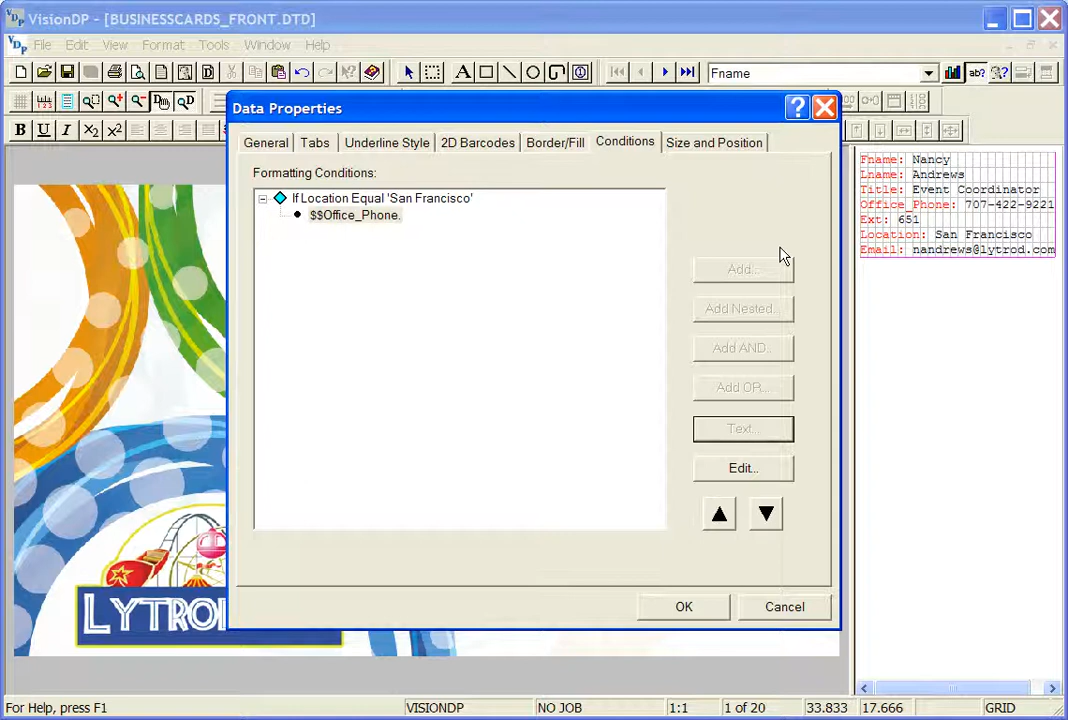 VisionDP - [BUSINESSCARDS_FRONT.DTD]
File Edit View Format Tools Window Help
Fname
ab?
B U I X2 X2
Data Properties
General Tabs Underline Style 2D Barcodes Border/Fill Conditions Size and Position
Formatting Conditions:
If Location Equal 'San Francisco'
$$Office_Phone.
Add...
Add Nested...
Add AND...
Add OR...
Text...
Edit...
OK Cancel
Fname: Nancy
Lname: Andrews
Title: Event Coordinator
Office_Phone: 707-422-9221
Ext: 651
Location: San Francisco
Email: nandrews@lytrod.com
LYTROD
For Help, press F1 VISIONDP NO JOB 1:1 1 of 20 33.833 17.666 GRID